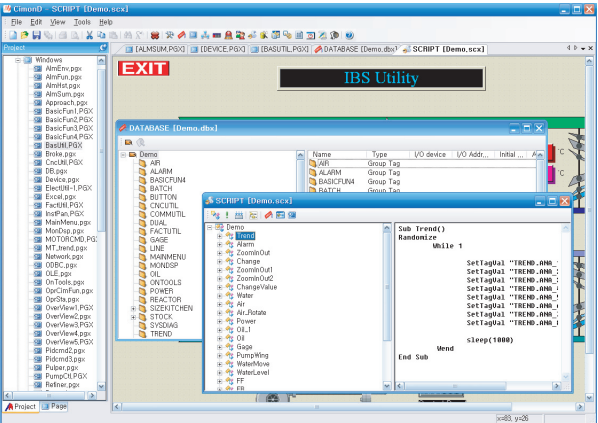 CimonD - SCRIPT [Demo.scx]
File Edit View Tools Help
Project
[ALMSUM.PGX] [DEVICE.PGX] [BASUTIL.PGX] DATABASE [Demo.dbx] SCRIPT [Demo.scx]
Windows
AlmEnv.pgx
AlmFun.pgx
AlmHst.pgx
AlmSum.pgx
Approach.pgx
BasicFun1.PGX
BasicFun2.PGX
BasicFun3.PGX
BasicFun4.PGX
BasUtil.PGX
Broke.pgx
CncUtil.PGX
DB.pgx
Device.pgx
ElectUtil-1.PGX
Excel.pgx
FactUtil.PGX
InstPan.PGX
MainMenu.pgx
MonDsp.pgx
MOTORCMD.PG
MT_trend.pgx
Network.pgx
ODBC.pgx
OLE.pgx
OnTools.pgx
OprCimFun.pgx
OprSta.pgx
OverView1.PGX
OverView2.pgx
OverView3.PGX
OverView4.pgx
OverView5.PGX
Pidcmd2.pgx
Pidcmd3.pgx
Pulper.pgx
PumpCtl.PGX
Refiner.pgx
Project Page
EXIT
IBS Utility
DATABASE [Demo.dbx]
Demo
AIR
ALARM
BASICFUN4
BATCH
BUTTON
CNCUTIL
COMMUTIL
DUAL
FACTUTIL
GAGE
LINE
MAINMENU
MONDSP
OIL
ONTOOLS
POWER
REACTOR
SIZEKITCHEN
STOCK
SYSDIAG
TREND
Name Type I/O device I/O Addr... Initial ...
AIR Group Tag
ALARM Group Tag
BASICFUN4 Group Tag
BATCH Group Tag
°C
°C
SCRIPT [Demo.scx]
Demo
Trend
Alarm
ZoomInOut
Change
ZoomInOut1
ZoomInOut2
ChangeValue
Water
Air
Air_Rotate
Power
Oil_1
Oil
Gage
PumpWing
WaterMove
WaterLevel
FF
FB
Sub Trend()
Randomize
While 1
SetTagVal "TREND.ANA_
SetTagVal "TREND.ANA_
SetTagVal "TREND.ANA_
SetTagVal "TREND.ANA_
SetTagVal "TREND.ANA_
SetTagVal "TREND.ANA_
SetTagVal "TREND.ANA_
SetTagVal "TREND.ANA_
sleep(1000)
Wend
End Sub
x=83, y=26